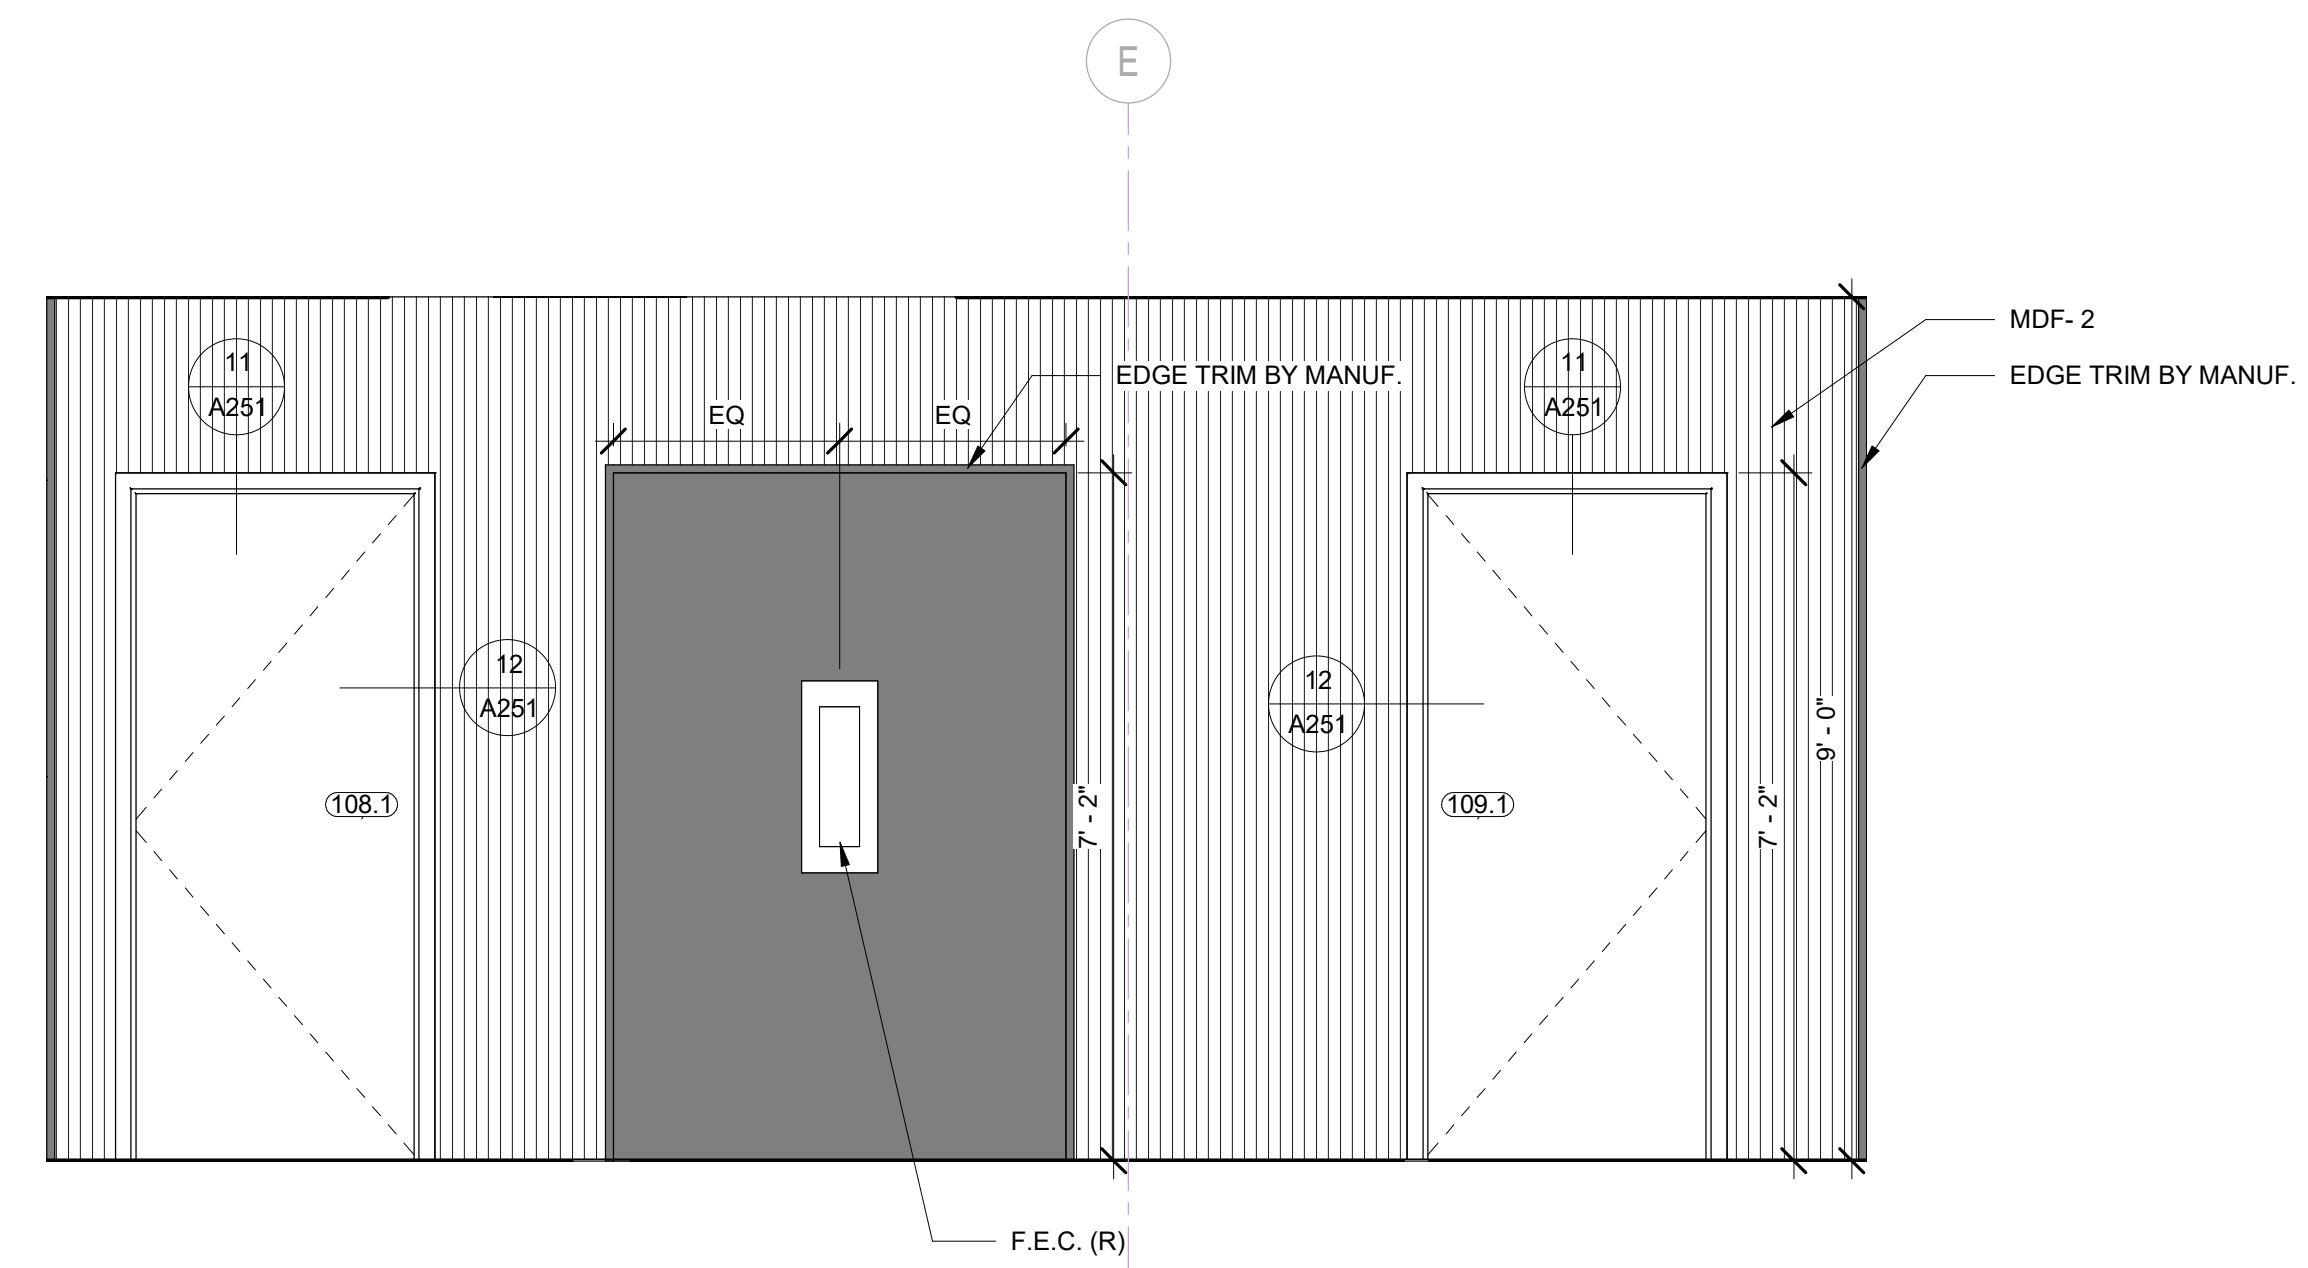 E
MDF- 2
11
A251
EDGE TRIM BY MANUF.
11
A251
EDGE TRIM BY MANUF.
EQ
EQ
12
A251
12
A251
9' - 0"
108.1
109.1
7' - 2"
7' - 2"
F.E.C. (R)